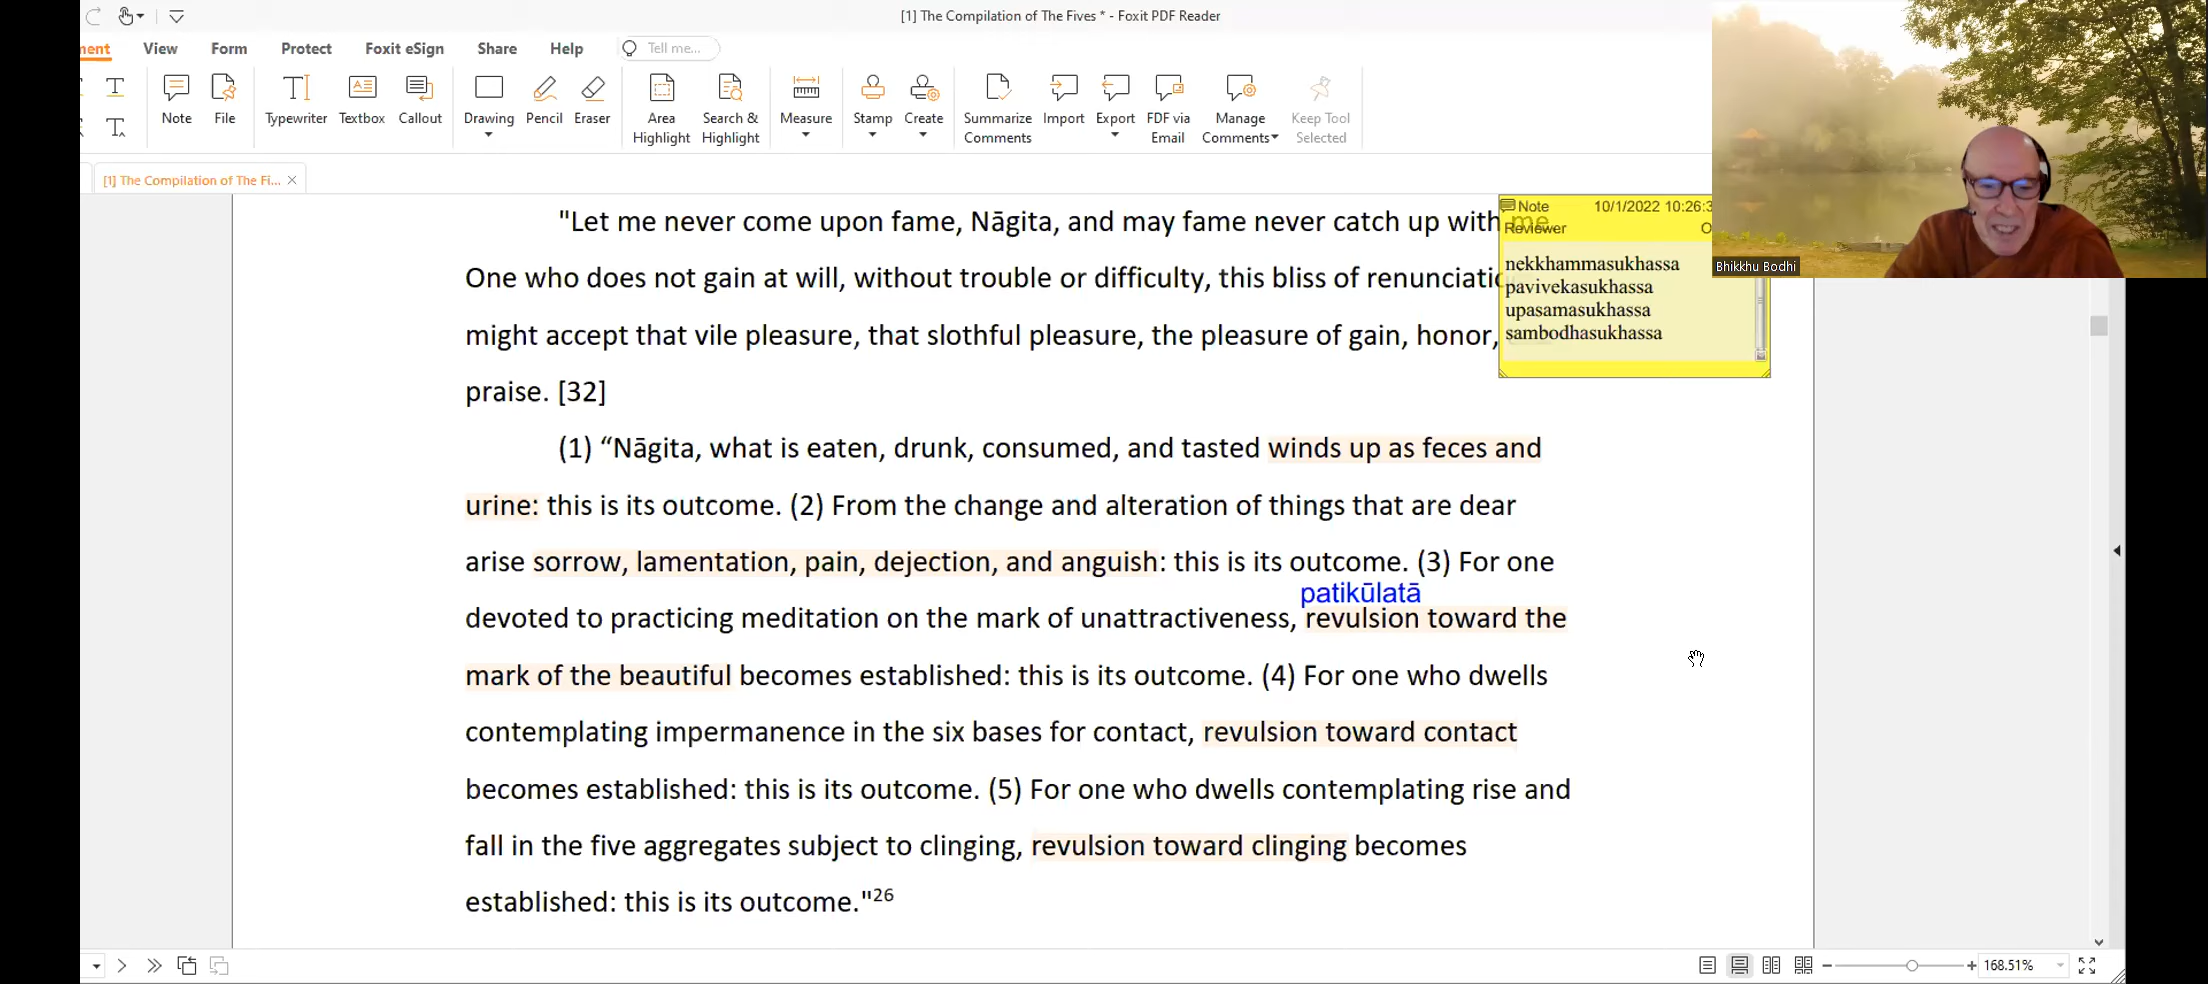 [1] The Compilation of The Fives * - Foxit PDF Reader
ment View Form Protect Foxit eSign Share Help Tell me...
Note File Typewriter Textbox Callout Drawing Pencil Eraser Area Highlight Search & Highlight Measure Stamp Create Summarize Comments Import Export FDF via Email Manage Comments Keep Tool Selected
[1] The Compilation of The Fi...
Note 10/1/2022 10:26:3
Reviewer
nekkhammasukhassa
pavivekasukhassa
upasamasukhassa
sambodhasukhassa
Bhikkhu Bodhi
"Let me never come upon fame, Nāgita, and may fame never catch up with me.
One who does not gain at will, without trouble or difficulty, this bliss of renunciatio
might accept that vile pleasure, that slothful pleasure, the pleasure of gain, honor,
praise. [32]
(1) “Nāgita, what is eaten, drunk, consumed, and tasted winds up as feces and
urine: this is its outcome. (2) From the change and alteration of things that are dear
arise sorrow, lamentation, pain, dejection, and anguish: this is its outcome. (3) For one
patikūlatā
devoted to practicing meditation on the mark of unattractiveness, revulsion toward the
mark of the beautiful becomes established: this is its outcome. (4) For one who dwells
contemplating impermanence in the six bases for contact, revulsion toward contact
becomes established: this is its outcome. (5) For one who dwells contemplating rise and
fall in the five aggregates subject to clinging, revulsion toward clinging becomes
established: this is its outcome."26
168.51%